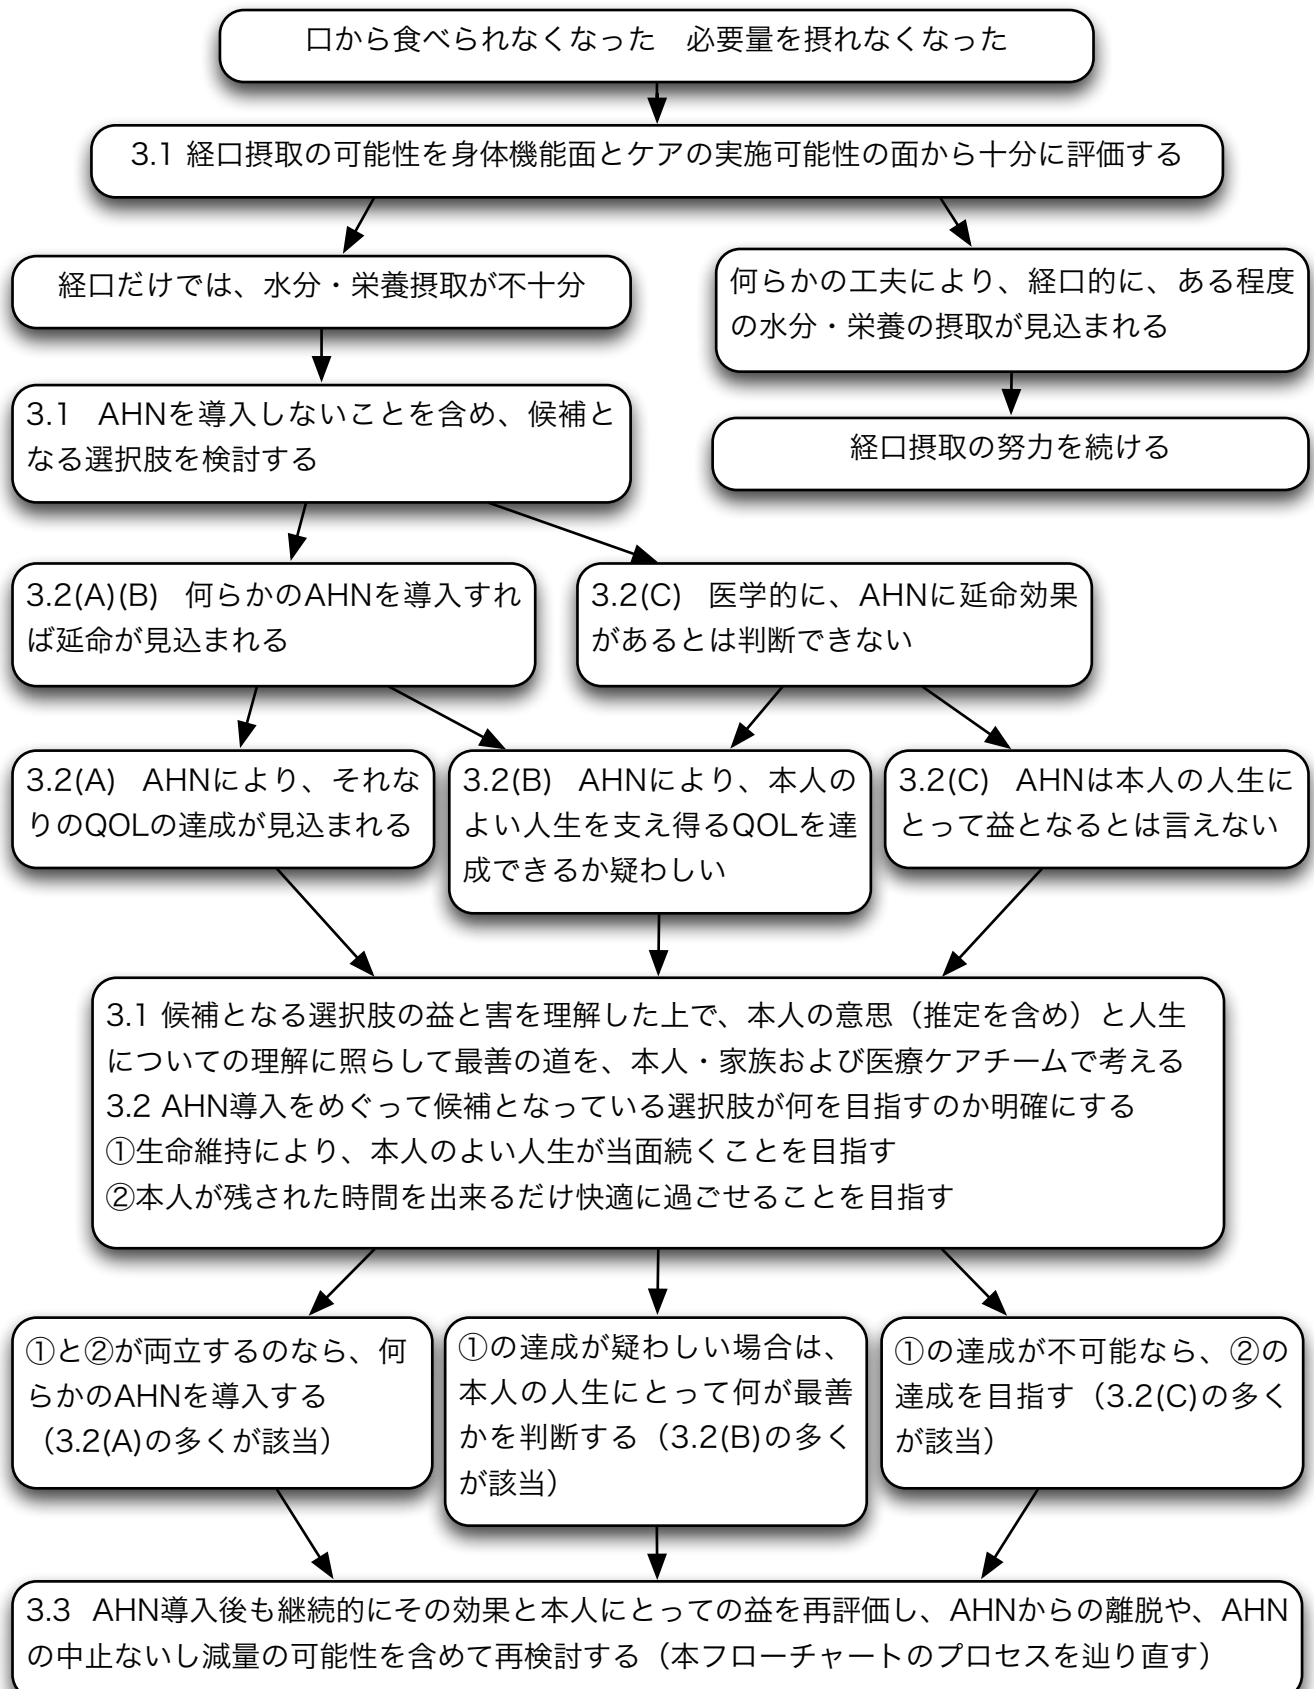 口から食べられなくなった　必要量を摂れなくなった
3.1 経口摂取の可能性を身体機能面とケアの実施可能性の面から十分に評価する
経口だけでは、水分・栄養摂取が不十分
何らかの工夫により、経口的に、ある程度
の水分・栄養の摂取が見込まれる
3.1　AHNを導入しないことを含め、候補と
なる選択肢を検討する
経口摂取の努力を続ける
3.2(A)(B)　何らかのAHNを導入すれ
ば延命が見込まれる
3.2(C)　医学的に、AHNに延命効果
があるとは判断できない
3.2(A)　AHNにより、それな
りのQOLの達成が見込まれる
3.2(B)　AHNにより、本人の
よい人生を支え得るQOLを達
成できるか疑わしい
3.2(C)　AHNは本人の人生に
とって益となるとは言えない
3.1 候補となる選択肢の益と害を理解した上で、本人の意思（推定を含め）と人生
についての理解に照らして最善の道を、本人・家族および医療ケアチームで考える
3.2 AHN導入をめぐって候補となっている選択肢が何を目指すのか明確にする
①生命維持により、本人のよい人生が当面続くことを目指す
②本人が残された時間を出来るだけ快適に過ごせることを目指す
①と②が両立するのなら、何
らかのAHNを導入する
（3.2(A)の多くが該当）
①の達成が疑わしい場合は、
本人の人生にとって何が最善
かを判断する（3.2(B)の多く
が該当）
①の達成が不可能なら、②の
達成を目指す（3.2(C)の多く
が該当）
3.3 AHN導入後も継続的にその効果と本人にとっての益を再評価し、AHNからの離脱や、AHN
の中止ないし減量の可能性を含めて再検討する（本フローチャートのプロセスを辿り直す）